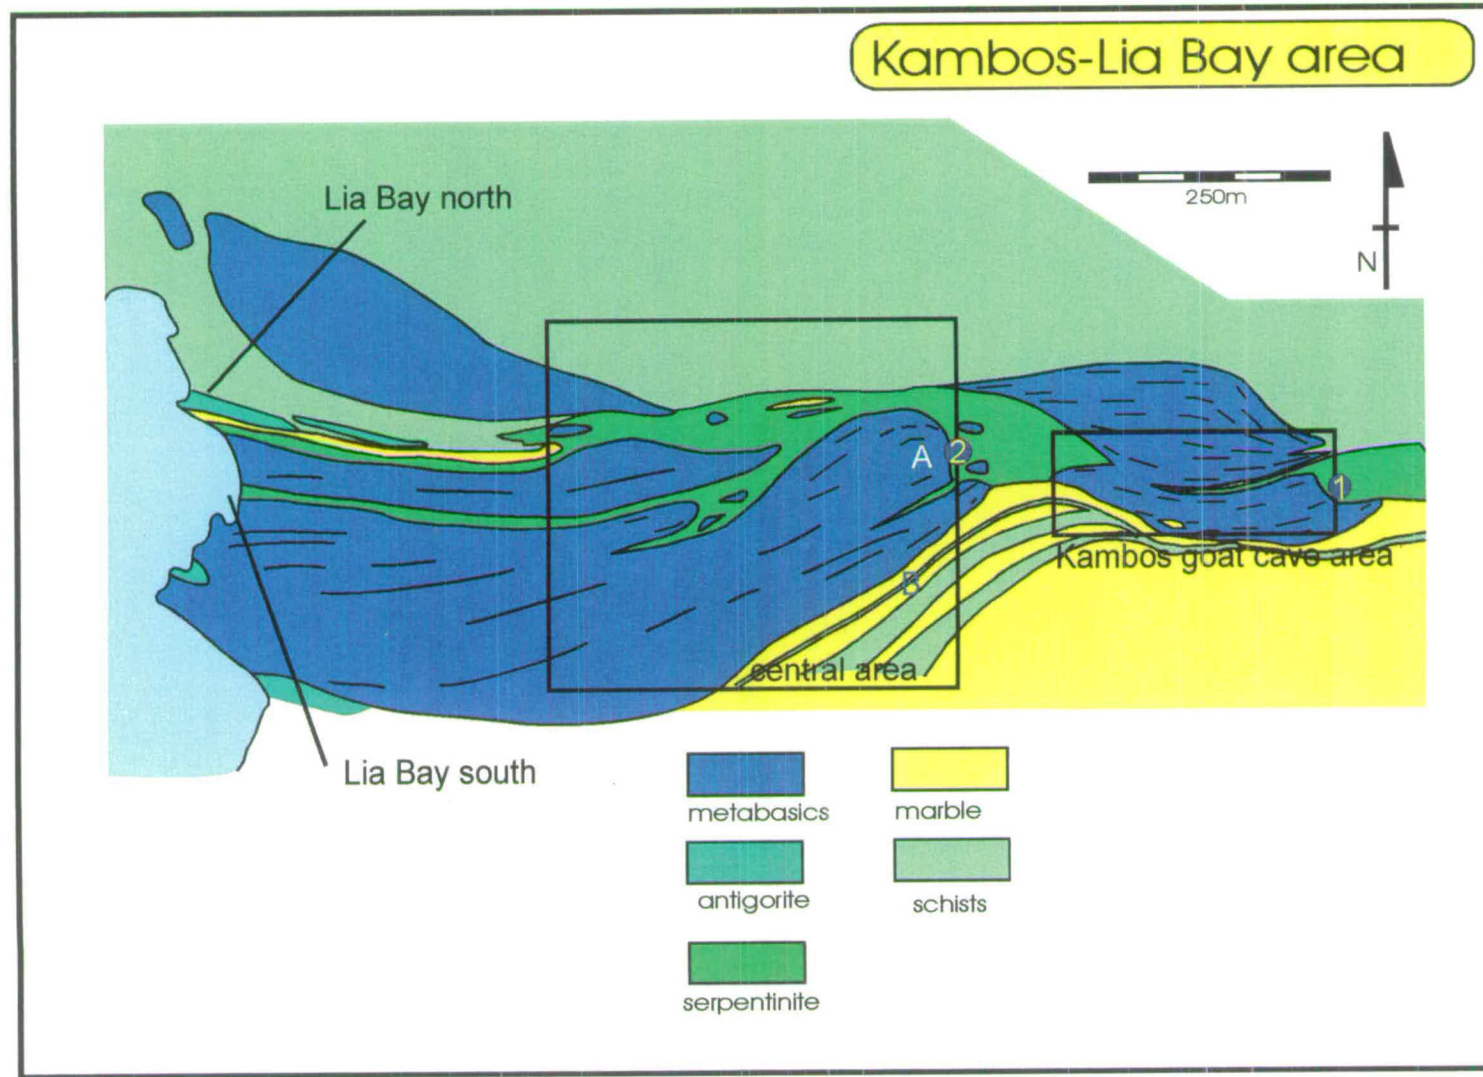 Kambos-Lia Bay area
Lia Bay north
250m
N
A
2
1
Kambos goat cave area
B
central area
Lia Bay south
metabasics
marble
antigorite
schists
serpentinite